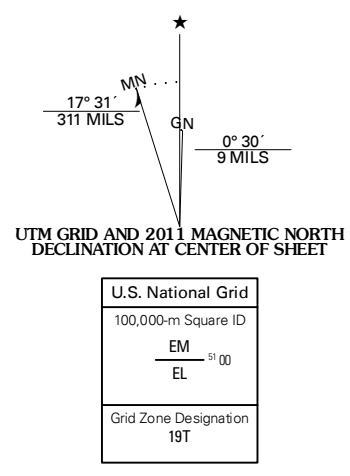 ★
MN
17° 31´
311 MILS
GN
0° 30´
9 MILS
UTM GRID AND 2011 MAGNETIC NORTH
DECLINATION AT CENTER OF SHEET
U.S. National Grid
100,000-m Square ID
EM
51 00
EL
Grid Zone Designation
19T